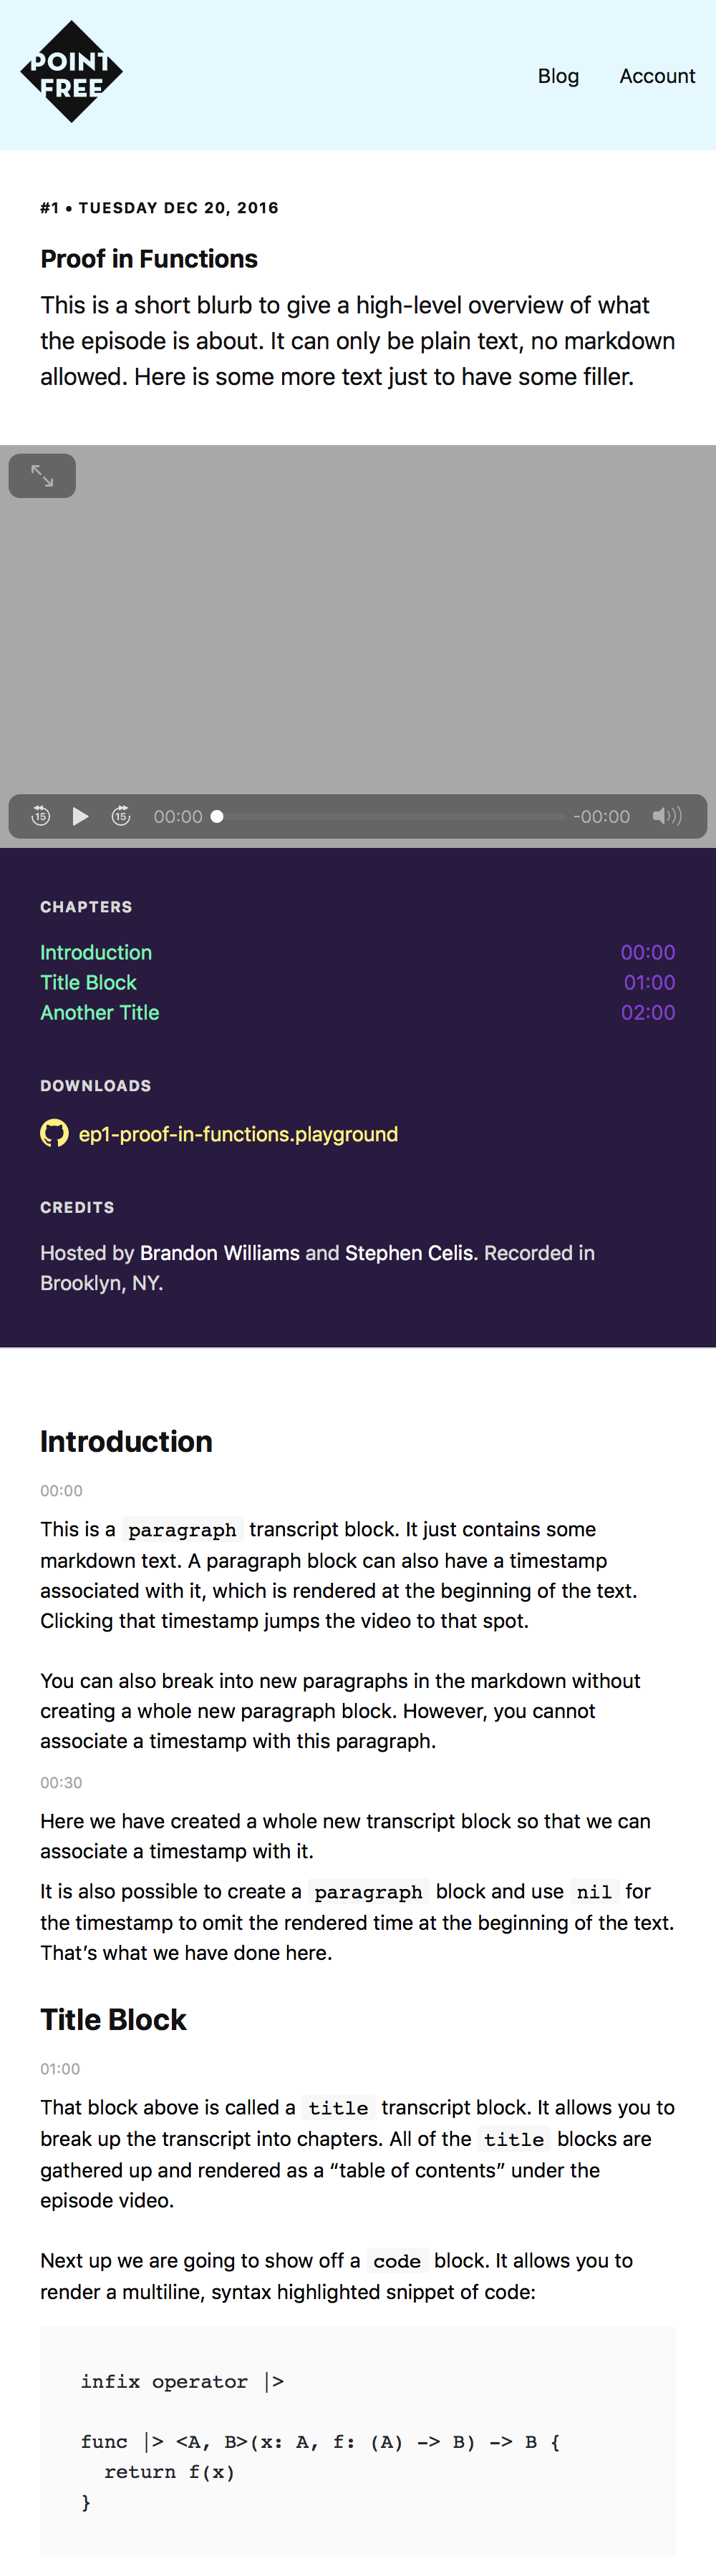 POINT
FREE
Blog Account
#1 • TUESDAY DEC 20, 2016
Proof in Functions
This is a short blurb to give a high-level overview of what
the episode is about. It can only be plain text, no markdown
allowed. Here is some more text just to have some filler.
15 15 00:00 -00:00
CHAPTERS
Introduction 00:00
Title Block 01:00
Another Title 02:00
DOWNLOADS
ep1-proof-in-functions.playground
CREDITS
Hosted by Brandon Williams and Stephen Celis. Recorded in
Brooklyn, NY.
Introduction
00:00
This is a paragraph transcript block. It just contains some
markdown text. A paragraph block can also have a timestamp
associated with it, which is rendered at the beginning of the text.
Clicking that timestamp jumps the video to that spot.
You can also break into new paragraphs in the markdown without
creating a whole new paragraph block. However, you cannot
associate a timestamp with this paragraph.
00:30
Here we have created a whole new transcript block so that we can
associate a timestamp with it.
It is also possible to create a paragraph block and use nil for
the timestamp to omit the rendered time at the beginning of the text.
That’s what we have done here.
Title Block
01:00
That block above is called a title transcript block. It allows you to
break up the transcript into chapters. All of the title blocks are
gathered up and rendered as a “table of contents” under the
episode video.
Next up we are going to show off a code block. It allows you to
render a multiline, syntax highlighted snippet of code:
infix operator |>
func |> <A, B>(x: A, f: (A) -> B) -> B {
  return f(x)
}